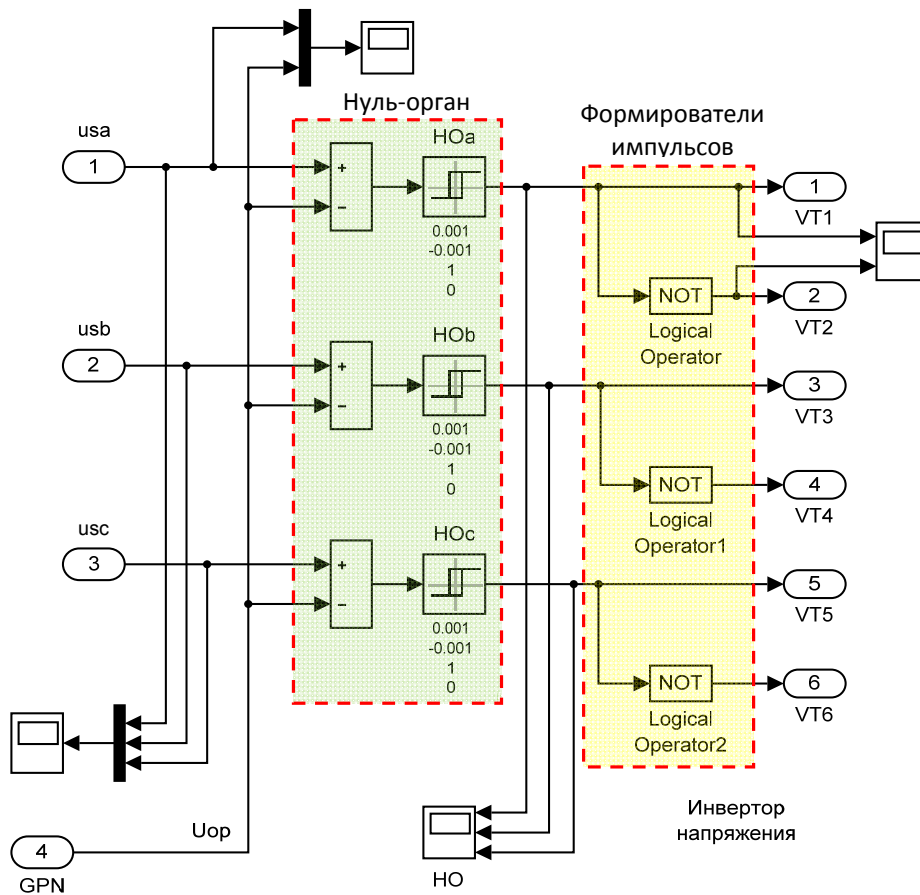 Нуль-орган
Формирователи
импульсов
usa
1
+
−
HOa
0.001
-0.001
1
0
1
VT1
NOT
Logical
Operator
2
VT2
usb
2
+
−
HOb
0.001
-0.001
1
0
3
VT3
NOT
Logical
Operator1
4
VT4
usc
3
+
−
HOc
0.001
-0.001
1
0
5
VT5
NOT
Logical
Operator2
6
VT6
Инвертор
напряжения
Uop
4
GPN
HO